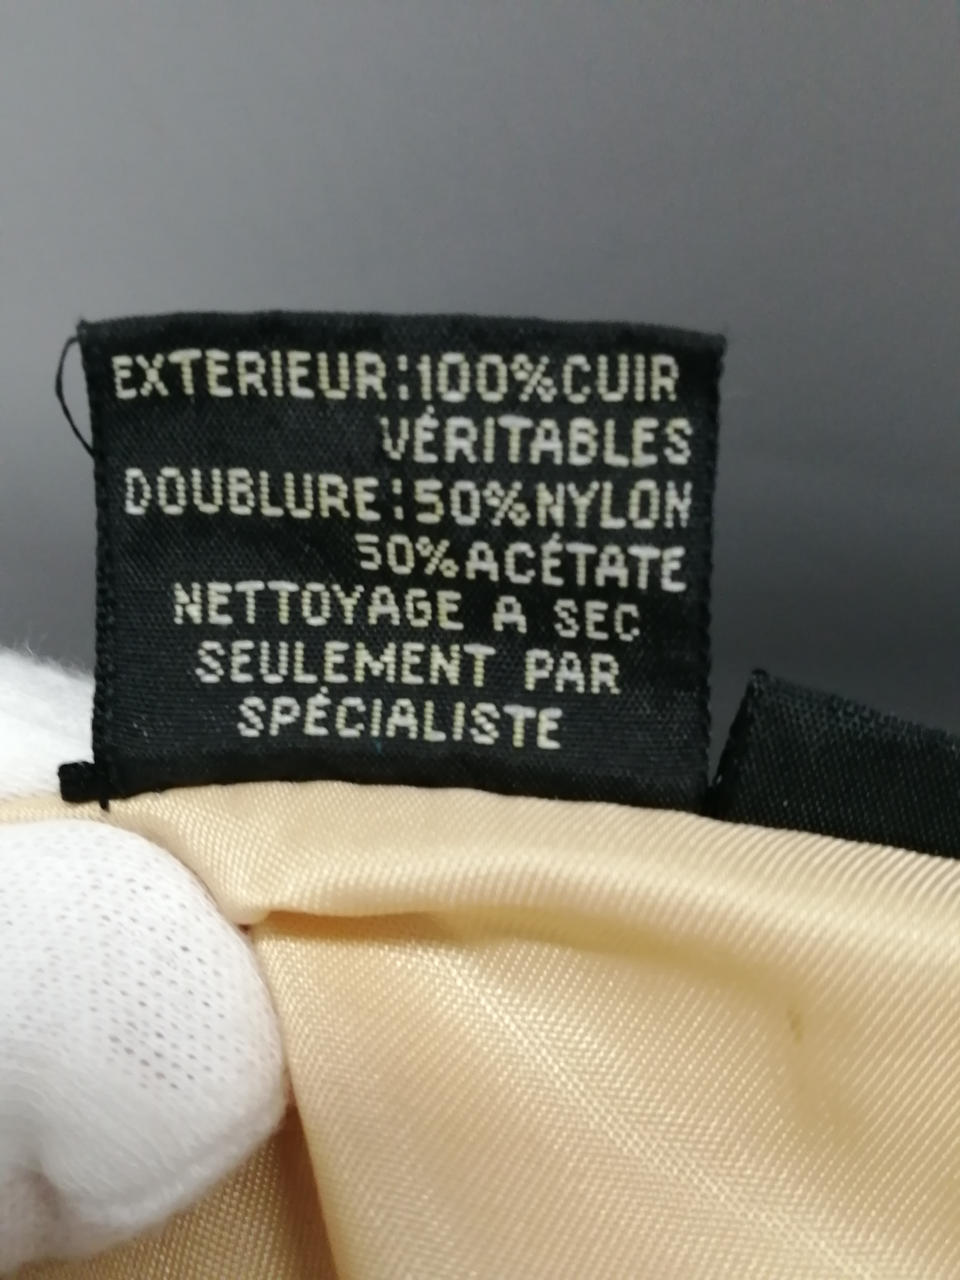 EXTERIEUR:100%CUIR
VÉRITABLES
DOUBLURE:50%NYLON
50%ACÉTATE
NETTOYAGE A SEC
SEULEMENT PAR
SPÉCIALISTE